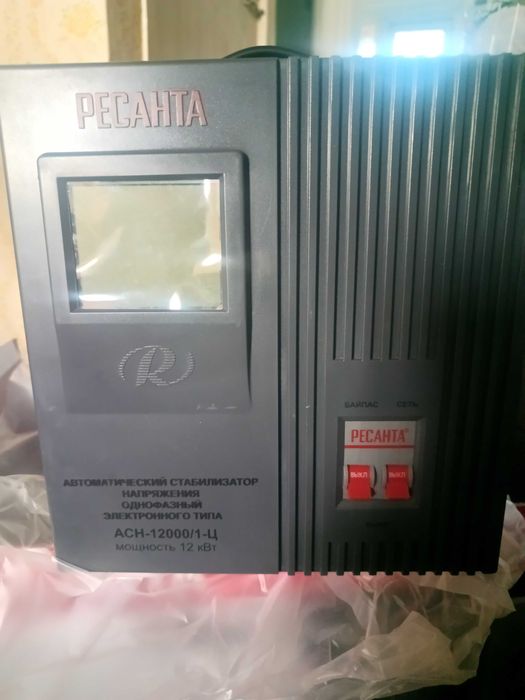 РЕСАНТА
R
АВТОМАТИЧЕСКИЙ СТАБИЛИЗАТОР
НАПРЯЖЕНИЯ
ОДНОФАЗНЫЙ
ЭЛЕКТРОННОГО ТИПА
АСН-12000/1-Ц
мощность 12 кВт
БАЙПАС СЕТЬ
РЕСАНТА®
ВЫКЛ ВЫКЛ